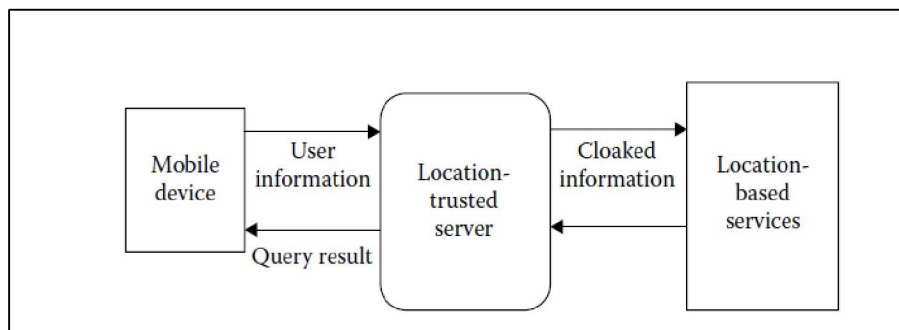 Mobile
device
User
information
Query result
Location-
trusted
server
Cloaked
information
Location-
based
services